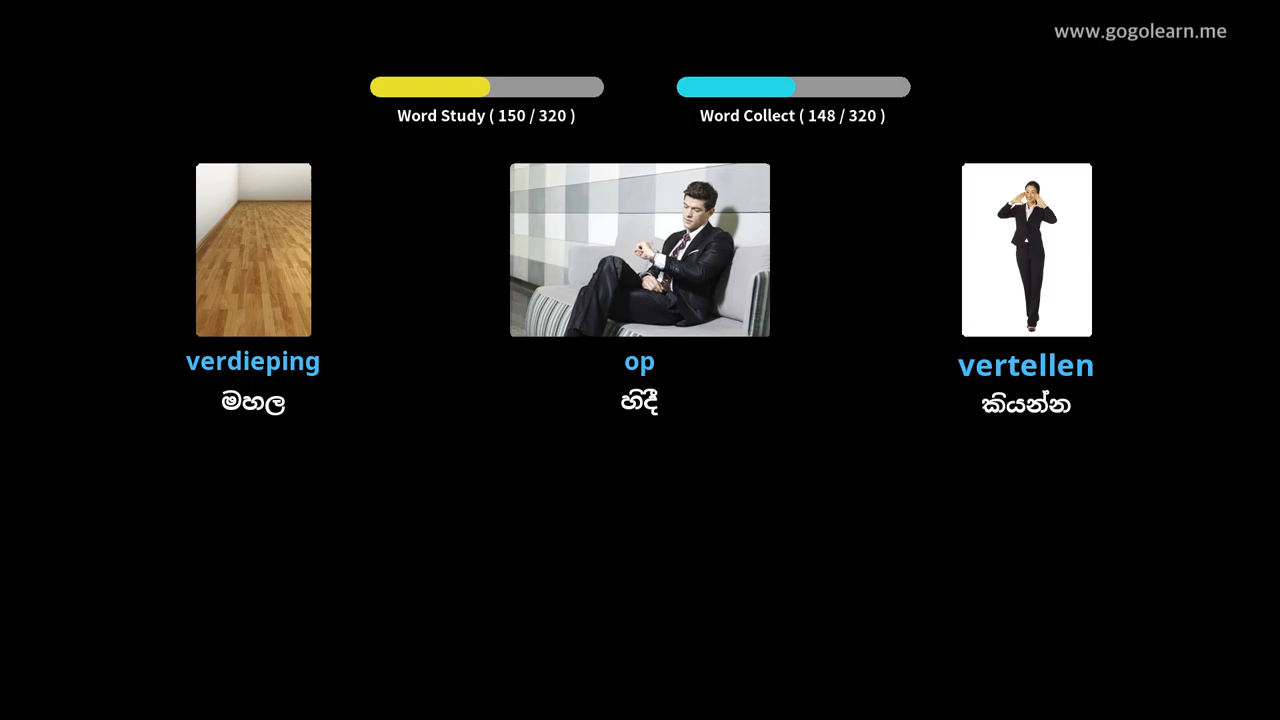 www.gogolearn.me
Word Study ( 150 / 320 )
Word Collect ( 148 / 320 )
verdieping
op
vertellen
මහල
හිදී
කියන්න